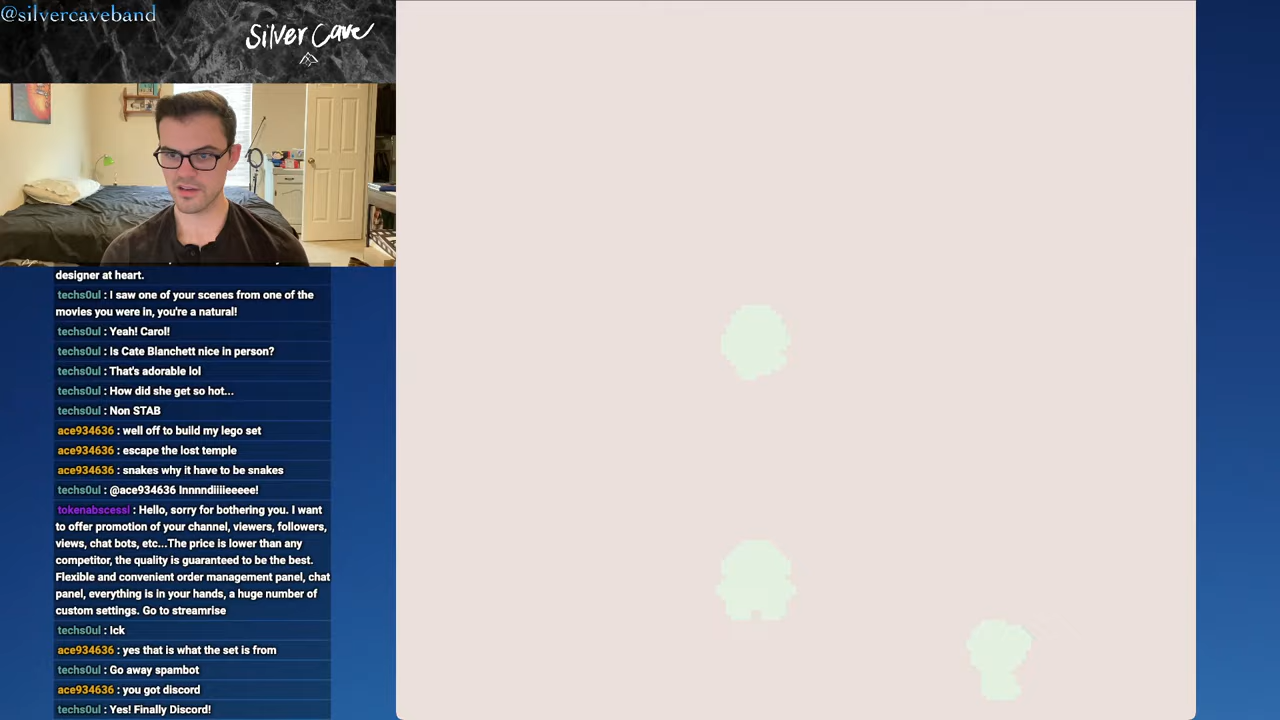 @silvercaveband
Silver Cave
designer at heart.
techs0ul : I saw one of your scenes from one of the
movies you were in, you're a natural!
techs0ul : Yeah! Carol!
techs0ul : Is Cate Blanchett nice in person?
techs0ul : That's adorable lol
techs0ul : How did she get so hot...
techs0ul : Non STAB
ace934636 : well off to build my lego set
ace934636 : escape the lost temple
ace934636 : snakes why it have to be snakes
techs0ul : @ace934636 Innnndiiiieeeee!
tokenabscessl : Hello, sorry for bothering you. I want
to offer promotion of your channel, viewers, followers,
views, chat bots, etc...The price is lower than any
competitor, the quality is guaranteed to be the best.
Flexible and convenient order management panel, chat
panel, everything is in your hands, a huge number of
custom settings. Go to streamrise
techs0ul : Ick
ace934636 : yes that is what the set is from
techs0ul : Go away spambot
ace934636 : you got discord
techs0ul : Yes! Finally Discord!